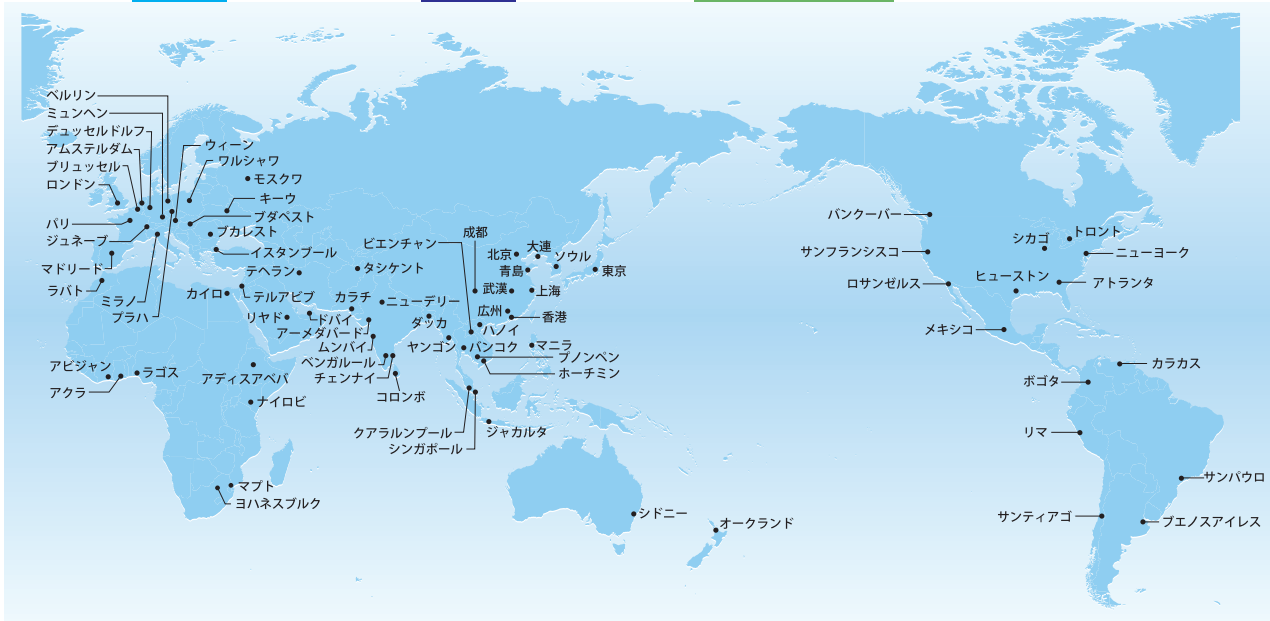 ベルリン
ミュンヘン
デュッセルドルフ
アムステルダム
ブリュッセル
ロンドン
パリ
ジュネーブ
マドリード
ラバト
ミラノ
プラハ
ウィーン
ワルシャワ
モスクワ
キーウ
ブダペスト
ブカレスト
イスタンブール
テヘラン
タシケント
カイロ
テルアビブ
リヤド
ドバイ
カラチ
アーメダバード
ムンバイ
ベンガルール
チェンナイ
ニューデリー
ダッカ
ヤンゴン
コロンボ
ビエンチャン
成都
北京
大連
ソウル
青島
東京
武漢
上海
広州
香港
ハノイ
バンコク
マニラ
プノンペン
ホーチミン
クアラルンプール
シンガポール
ジャカルタ
アビジャン
アクラ
ラゴス
アディスアベバ
ナイロビ
マプト
ヨハネスブルク
シドニー
オークランド
バンクーバー
サンフランシスコ
ロサンゼルス
シカゴ
トロント
ニューヨーク
ヒューストン
アトランタ
メキシコ
カラカス
ボゴタ
リマ
サンパウロ
サンティアゴ
ブエノスアイレス